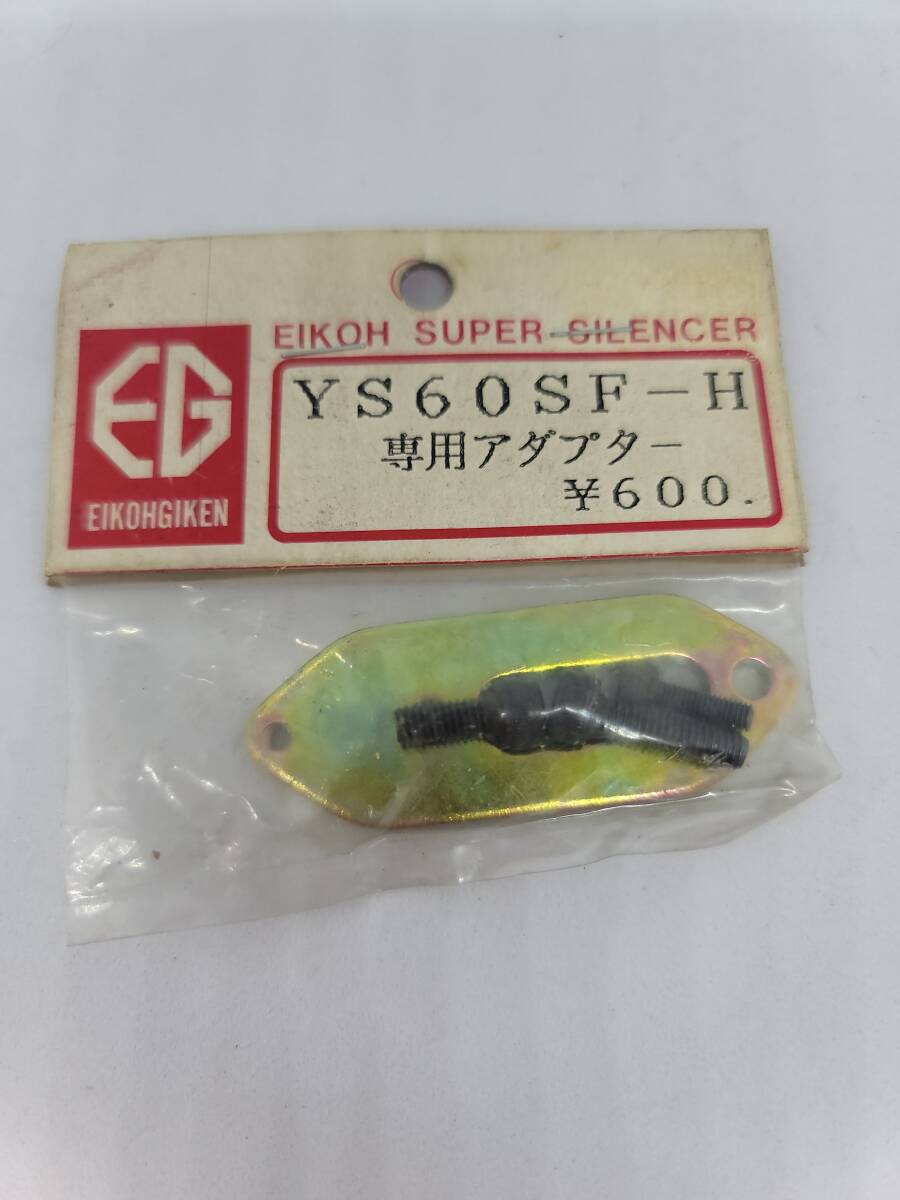 EIKOH SUPER SILENCER
EG
EIKOHGIKEN
YS60SF-H
専用アダプター
¥600.